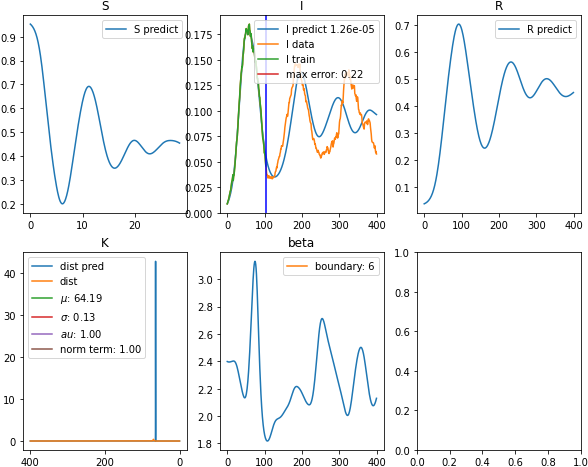 S
I
R
S predict
I predict 1.26e-05
I data
I train
max error: 0.22
R predict
0.9
0.8
0.7
0.6
0.5
0.4
0.3
0.2
0 10 20
0.175
0.150
0.125
0.100
0.075
0.050
0.025
0.000
0 100 200 300 400
0.7
0.6
0.5
0.4
0.3
0.2
0.1
0 200 400
K
beta
dist pred
dist
μ: 64.19
σ: 0.13
au: 1.00
norm term: 1.00
boundary: 6
40
30
20
10
0
400 200 0
3.0
2.8
2.6
2.4
2.2
2.0
1.8
0 100 200 300 400
1.0
0.8
0.6
0.4
0.2
0.0
0.0 0.2 0.4 0.6 0.8 1.0